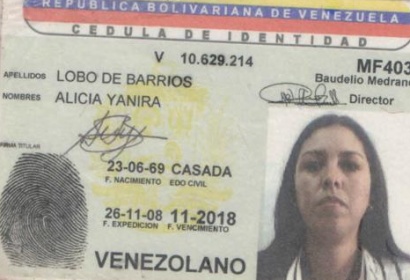 REPÚBLICA BOLIVARIANA DE VENEZUELA
CEDULA DE IDENTIDAD
V 10.629.214
MF403
Baudelio Medrano
Director
APELLIDOS LOBO DE BARRIOS
NOMBRES ALICIA YANIRA
FIRMA TITULAR
23-06-69 CASADA
F. NACIMIENTO EDO CIVIL
26-11-08 11-2018
F. EXPEDICION F. VENCIMIENTO
VENEZOLANO